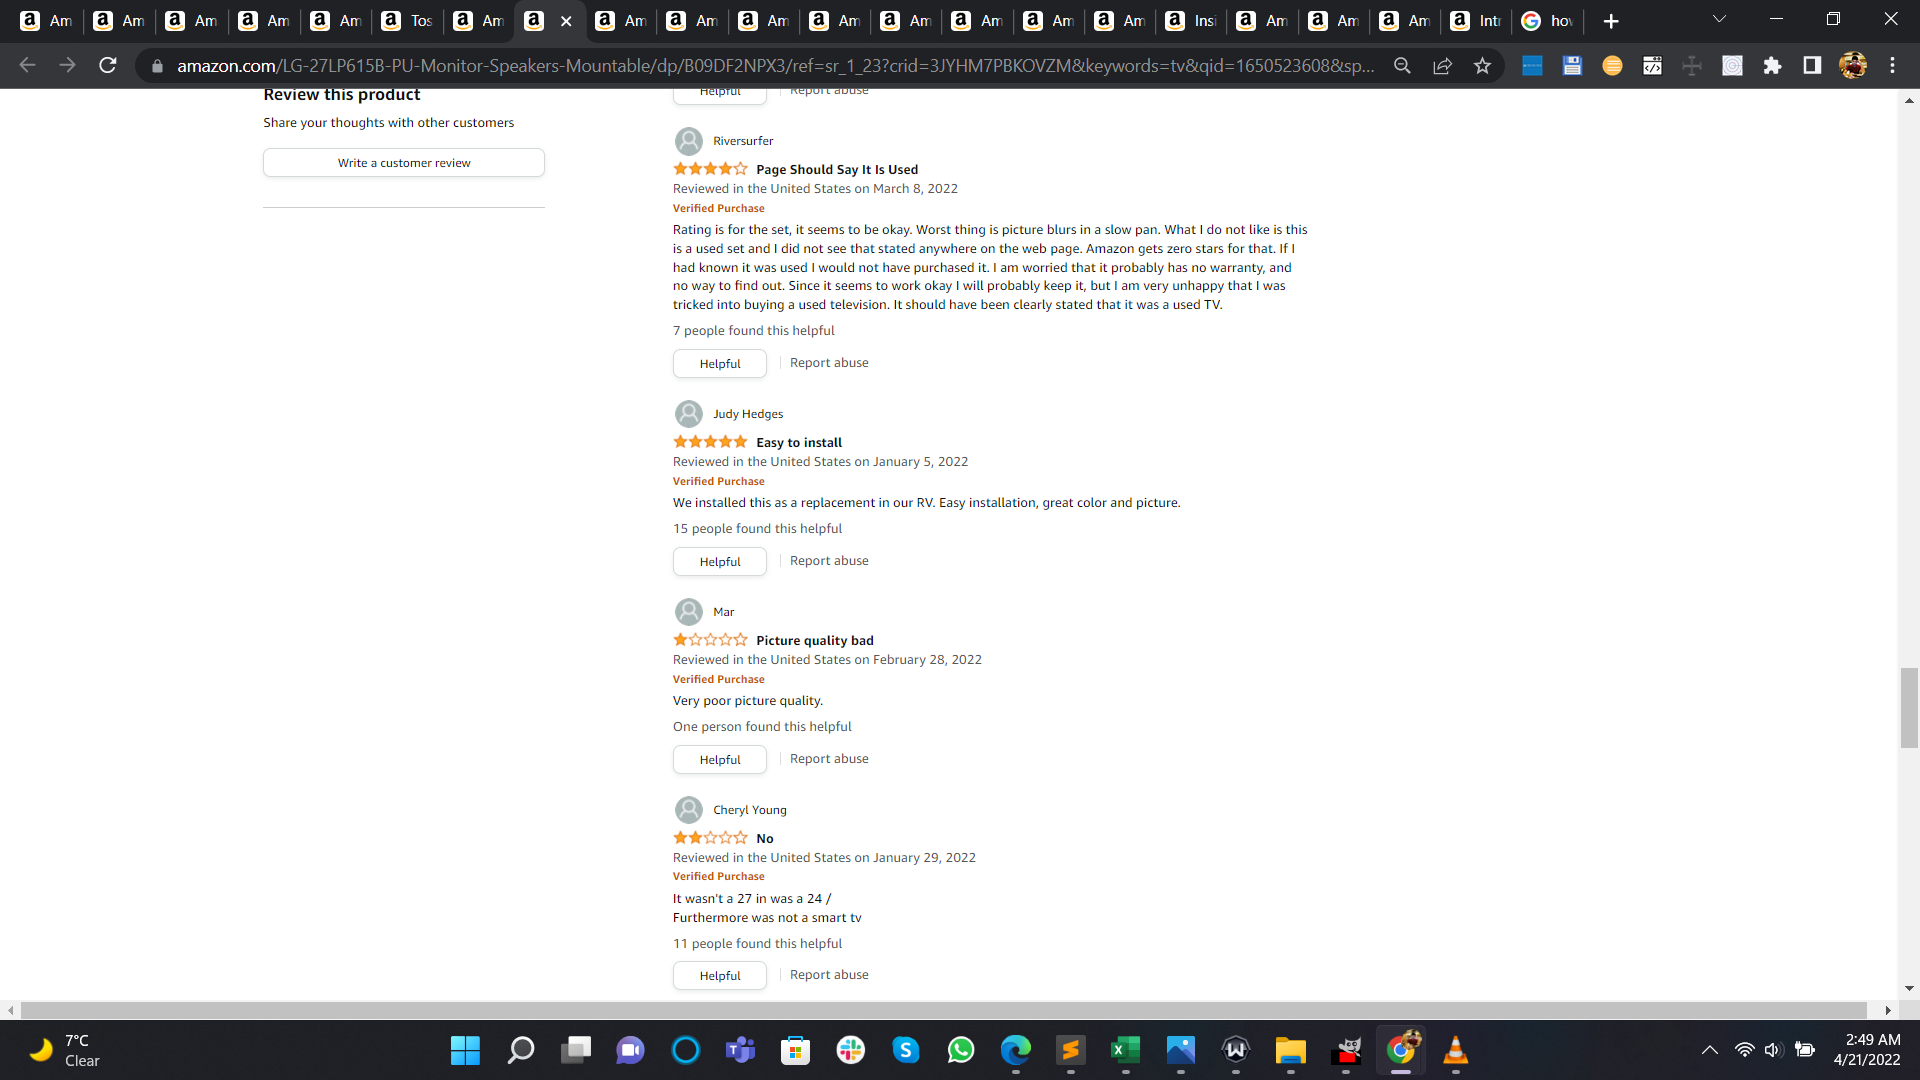 Am
Am
Am
Am
Am
Tos
Am
Am
Am
Am
Am
Am
Am
Am
Am
Insi
Am
Am
Am
Intr
how
amazon.com/LG-27LP615B-PU-Monitor-Speakers-Mountable/dp/B09DF2NPX3/ref=sr_1_23?crid=3JYHM7PBKOVZM&keywords=tv&qid=1650523608&sp...
Review this product
Share your thoughts with other customers
Write a customer review
Helpful
Report abuse
Riversurfer
Page Should Say It Is Used
Reviewed in the United States on March 8, 2022
Verified Purchase
Rating is for the set, it seems to be okay. Worst thing is picture blurs in a slow pan. What I do not like is this
is a used set and I did not see that stated anywhere on the web page. Amazon gets zero stars for that. If I
had known it was used I would not have purchased it. I am worried that it probably has no warranty, and
no way to find out. Since it seems to work okay I will probably keep it, but I am very unhappy that I was
tricked into buying a used television. It should have been clearly stated that it was a used TV.
7 people found this helpful
Helpful
Report abuse
Judy Hedges
Easy to install
Reviewed in the United States on January 5, 2022
Verified Purchase
We installed this as a replacement in our RV. Easy installation, great color and picture.
15 people found this helpful
Helpful
Report abuse
Mar
Picture quality bad
Reviewed in the United States on February 28, 2022
Verified Purchase
Very poor picture quality.
One person found this helpful
Helpful
Report abuse
Cheryl Young
No
Reviewed in the United States on January 29, 2022
Verified Purchase
It wasn't a 27 in was a 24 /
Furthermore was not a smart tv
11 people found this helpful
Helpful
Report abuse
7°C
Clear
2:49 AM
4/21/2022